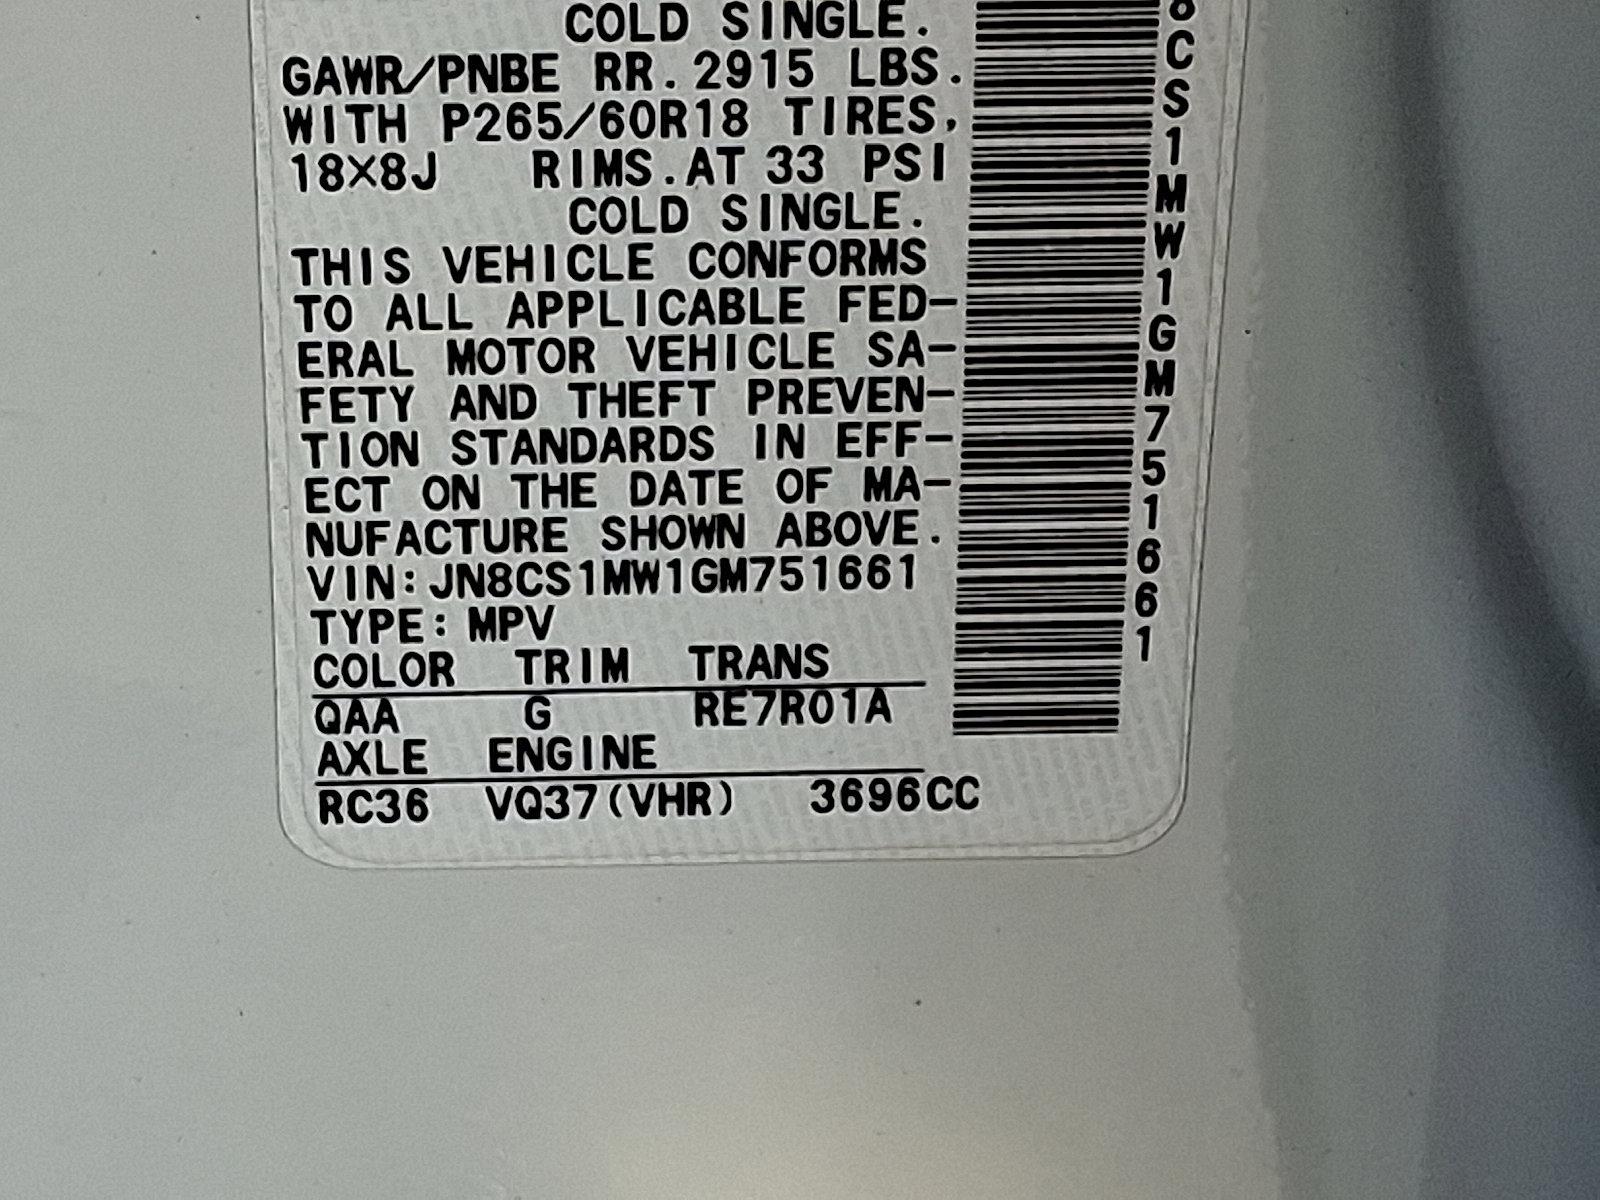 COLD SINGLE.
GAWR/PNBE RR.2915 LBS.
WITH P265/60R18 TIRES,
18×8J RIMS.AT 33 PSI
COLD SINGLE.
THIS VEHICLE CONFORMS
TO ALL APPLICABLE FED-
ERAL MOTOR VEHICLE SA-
FETY AND THEFT PREVEN-
TION STANDARDS IN EFF-
ECT ON THE DATE OF MA-
NUFACTURE SHOWN ABOVE.
VIN:JN8CS1MW1GM751661
TYPE:MPV
COLOR TRIM TRANS
QAA G RE7R01A
AXLE ENGINE
RC36 VQ37(VHR) 3696CC
8CS1MW1GM751661